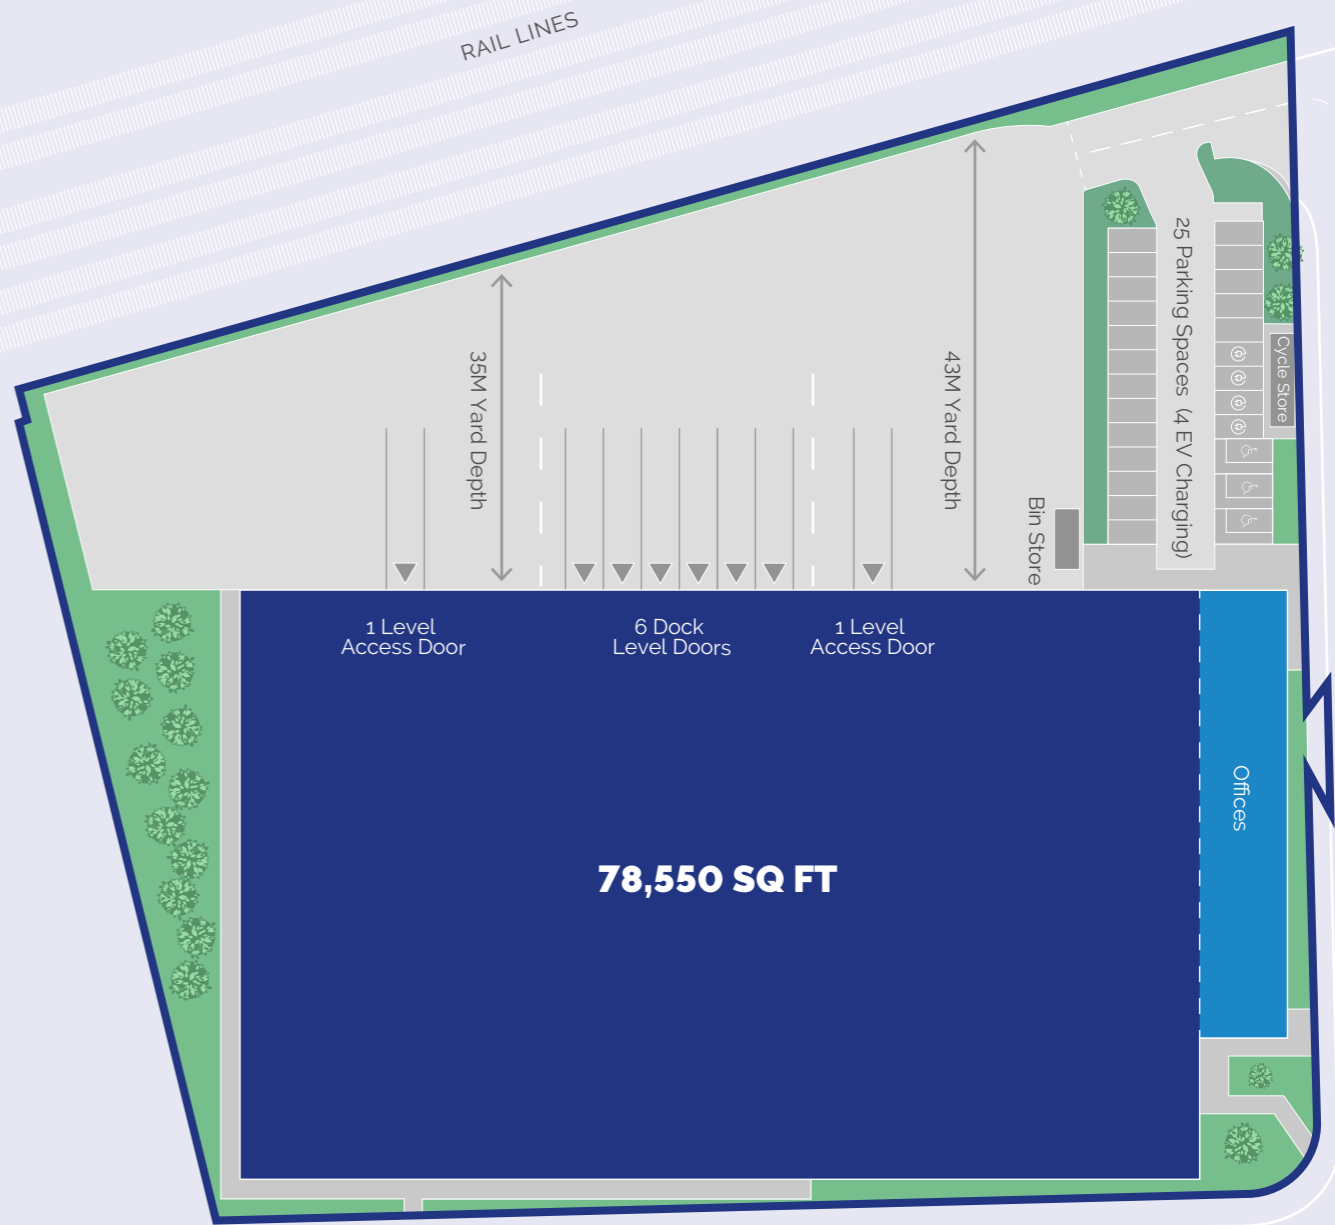 RAIL LINES
35M Yard Depth
43M Yard Depth
25 Parking Spaces (4 EV Charging)
Cycle Store
Bin Store
1 Level
Access Door
6 Dock
Level Doors
1 Level
Access Door
Offices
78,550 SQ FT